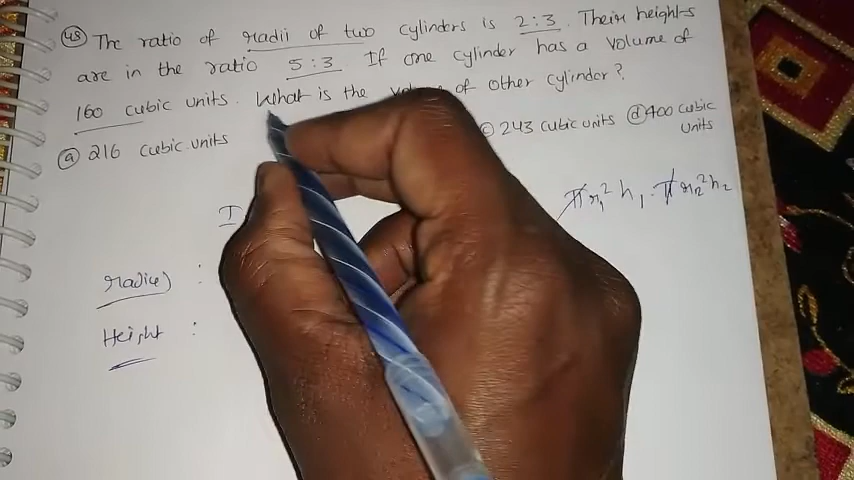 48 The ratio of radii of two cylinders is 2:3. Their heights
are in the ratio 5:3. If one cylinder has a volume of
160 cubic units. What is the of other cylinder?
a 216 cubic units c 243 cubic units d 400 cubic
units
I πr₁²h₁ : πr₂²h₂
radius :
Height :